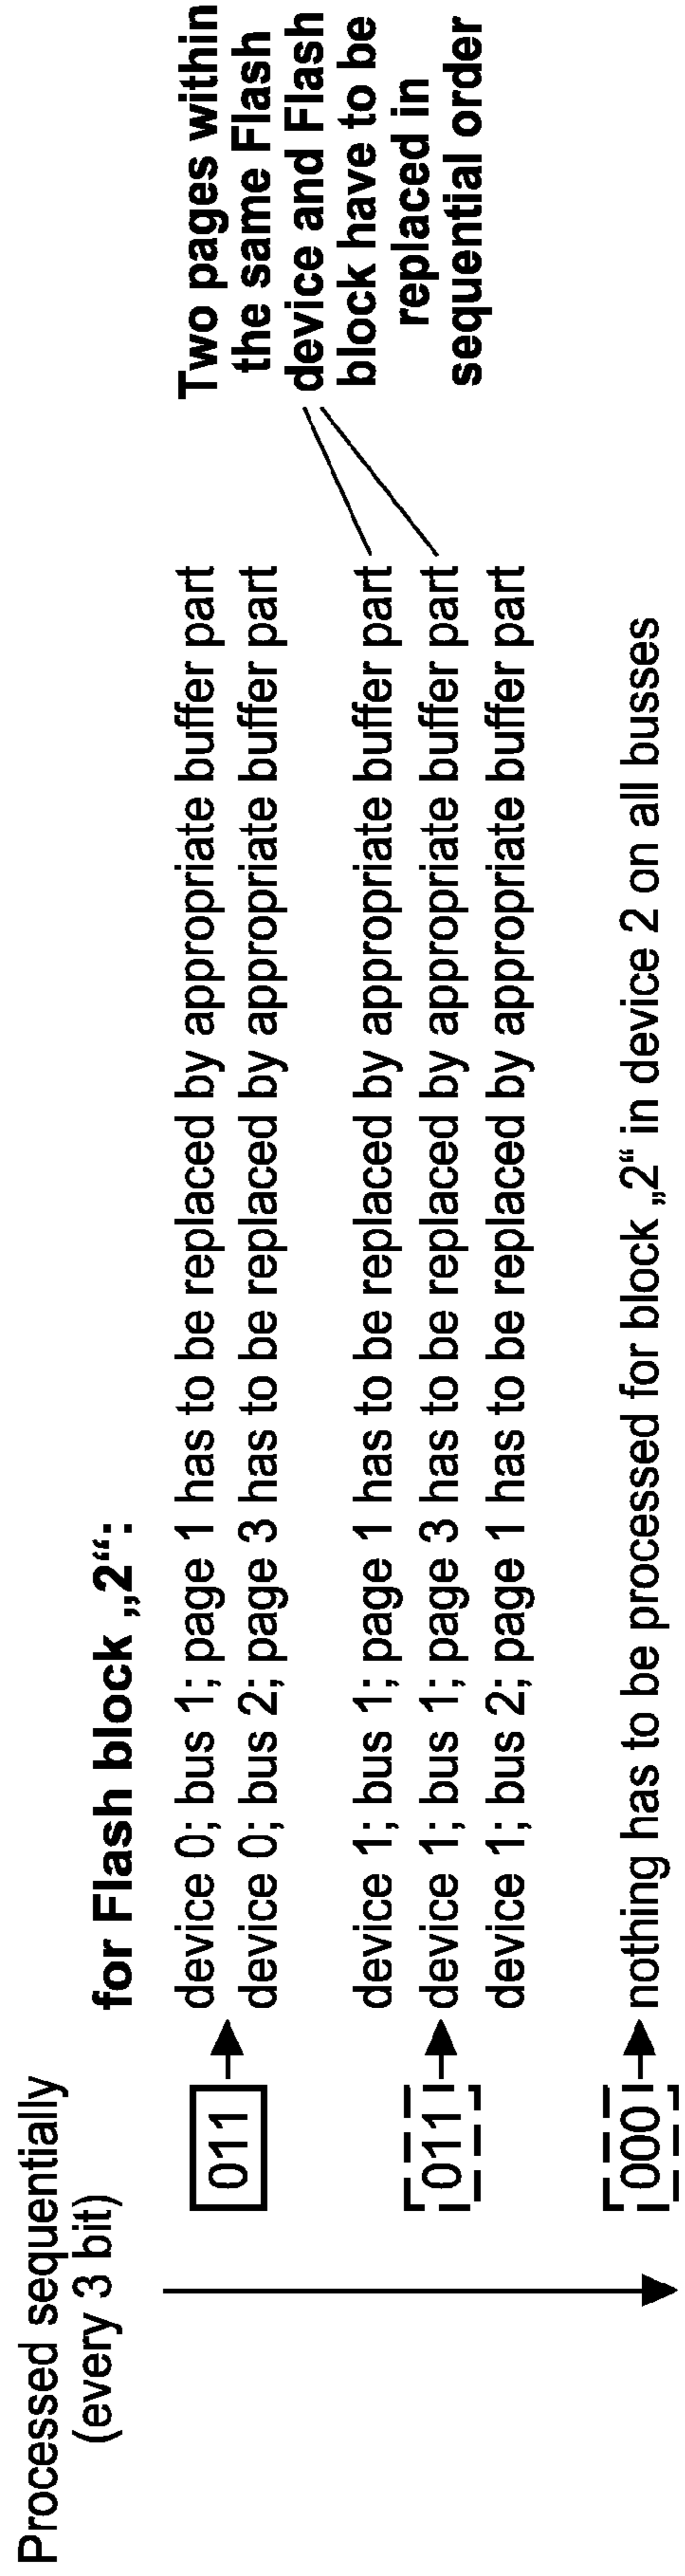 Processed sequentially
(every 3 bit)
for Flash block „2“:
011
device 0; bus 1; page 1 has to be replaced by appropriate buffer part
device 0; bus 2; page 3 has to be replaced by appropriate buffer part
011
device 1; bus 1; page 1 has to be replaced by appropriate buffer part
device 1; bus 1; page 3 has to be replaced by appropriate buffer part
device 1; bus 2; page 1 has to be replaced by appropriate buffer part
000
nothing has to be processed for block „2“ in device 2 on all busses
Two pages within
the same Flash
device and Flash
block have to be
replaced in
sequential order